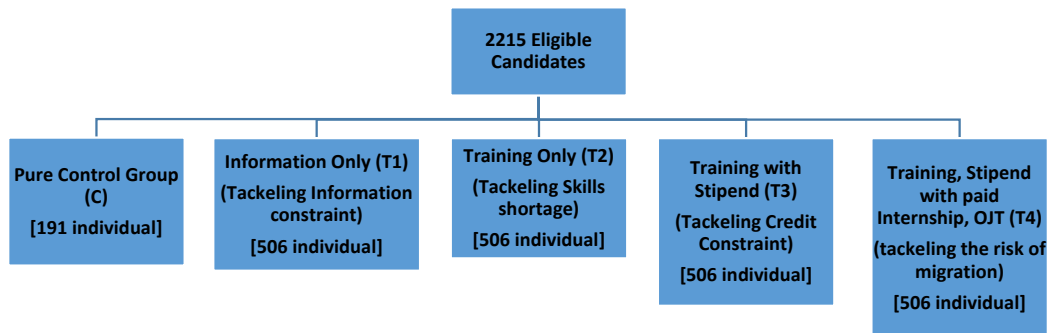 2215 Eligible
Candidates
Pure Control Group
(C)
[191 individual]
Information Only (T1)
(Tackeling Information
constraint)
[506 individual]
Training Only (T2)
(Tackeling Skills
shortage)
[506 individual]
Training with
Stipend (T3)
(Tackeling Credit
Constraint)
[506 individual]
Training, Stipend
with paid
Internship, OJT (T4)
(tackeling the risk of
migration)
[506 individual]